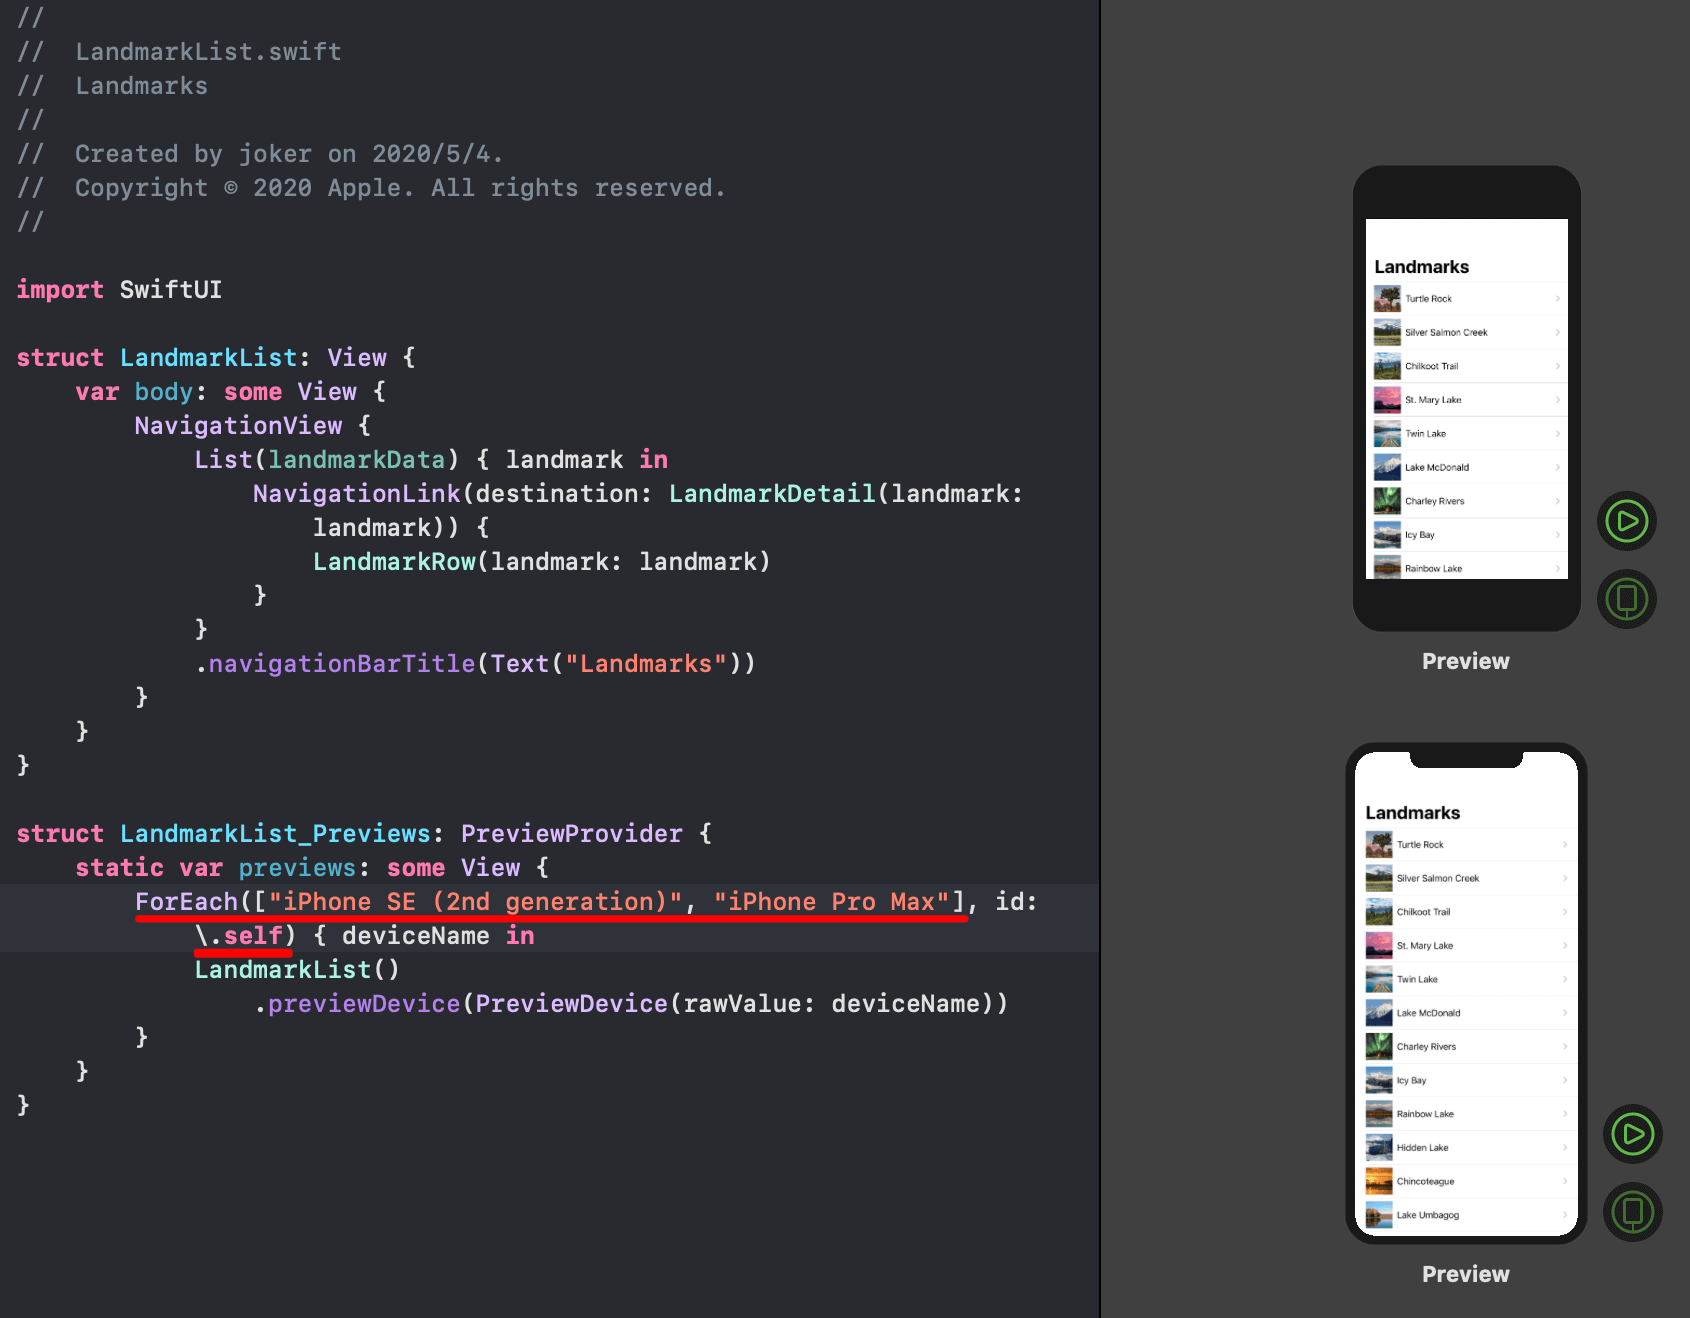 //
//  LandmarkList.swift
//  Landmarks
//
//  Created by joker on 2020/5/4.
//  Copyright © 2020 Apple. All rights reserved.
//
import SwiftUI
struct LandmarkList: View {
    var body: some View {
        NavigationView {
            List(landmarkData) { landmark in
                NavigationLink(destination: LandmarkDetail(landmark:
                    landmark)) {
                    LandmarkRow(landmark: landmark)
                }
            }
            .navigationBarTitle(Text("Landmarks"))
        }
    }
}
struct LandmarkList_Previews: PreviewProvider {
    static var previews: some View {
        ForEach(["iPhone SE (2nd generation)", "iPhone Pro Max"], id:
            \.self) { deviceName in
            LandmarkList()
                .previewDevice(PreviewDevice(rawValue: deviceName))
        }
    }
}
Landmarks
Turtle Rock
Silver Salmon Creek
Chilkoot Trail
St. Mary Lake
Twin Lake
Lake McDonald
Charley Rivers
Icy Bay
Rainbow Lake
Preview
Landmarks
Turtle Rock
Silver Salmon Creek
Chilkoot Trail
St. Mary Lake
Twin Lake
Lake McDonald
Charley Rivers
Icy Bay
Rainbow Lake
Hidden Lake
Chincoteague
Lake Umbagog
Preview